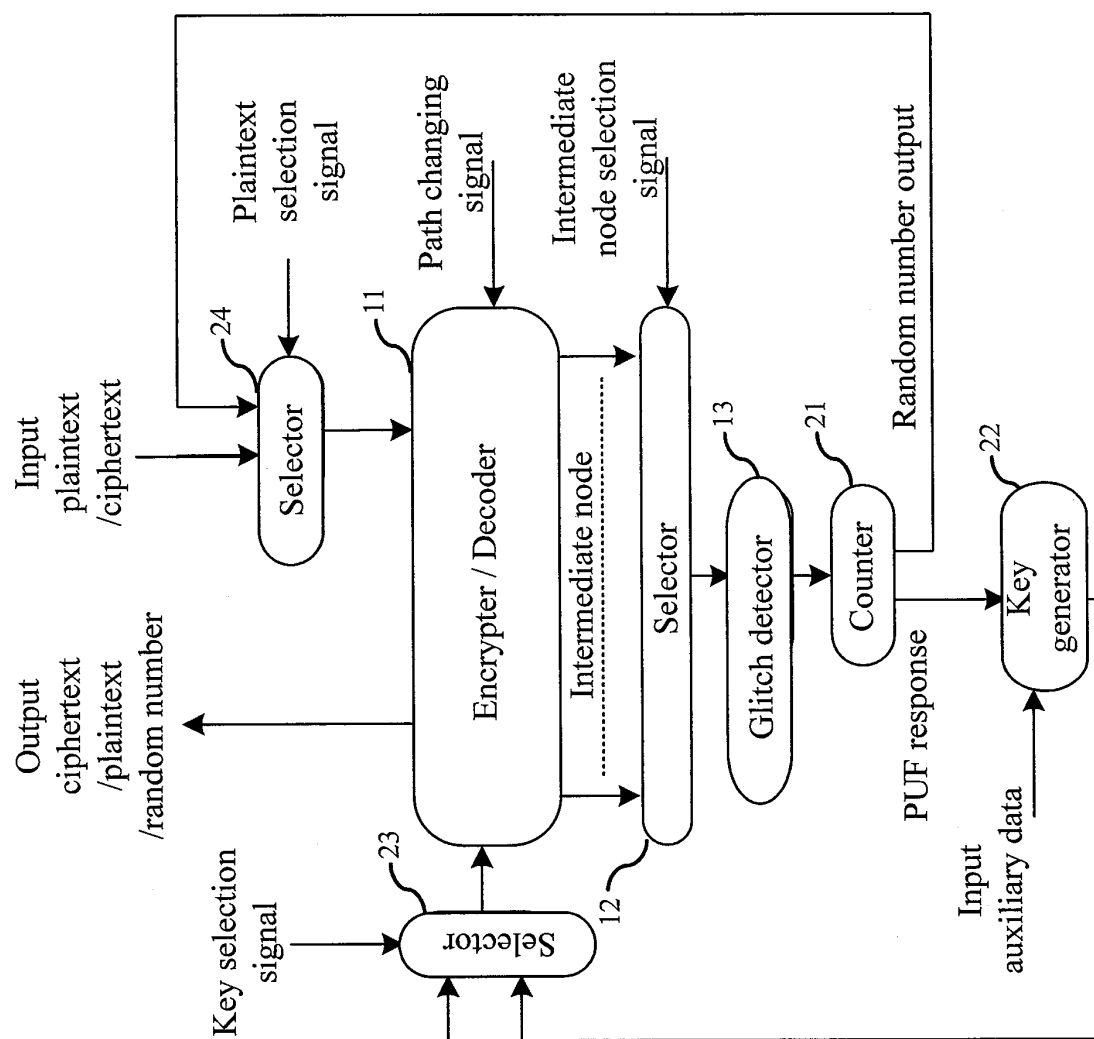 Output
ciphertext
/plaintext
/random number
Input
plaintext
/ciphertext
Plaintext
selection
signal
24
Selector
Key selection
signal
23
Selector
11
Encrypter / Decoder
Path changing
signal
Intermediate node
Intermediate
node selection
signal
12
Selector
13
Glitch detector
21
Counter
Random number output
PUF response
22
Key
generator
Input
auxiliary data